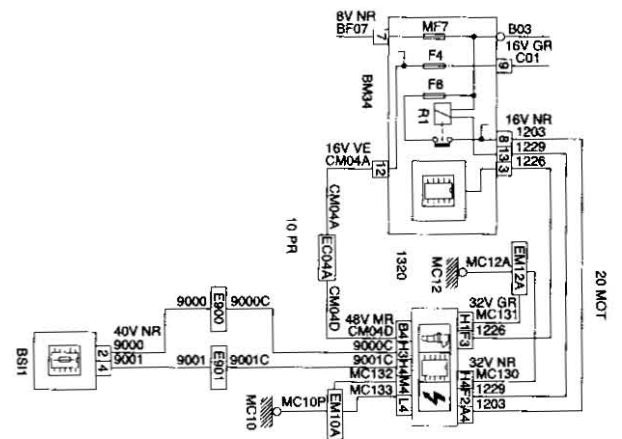 8V NR
BF07
7
MF7
B03
16V GR
C01
9
F4
F6
BM34
R1
16V NR
8
1203
13
1229
3
1226
16V VE
CM04A
12
CM04A
EC04A
CM04D
10 PR
1320
MC12A
EM12A
MC12
20 MOT
32V GR
MC131
1226
48V MR
CM04D
9000C
9001C
MC132
MC133
B4
H3
H4
M4
L4
H1
F3
32V NR
MC130
1229
1203
H4
F2
A4
9000
E900
9000C
40V NR
9000
9001
2
4
9001
E901
9001C
BSI1
MC10
MC10P
EM10A